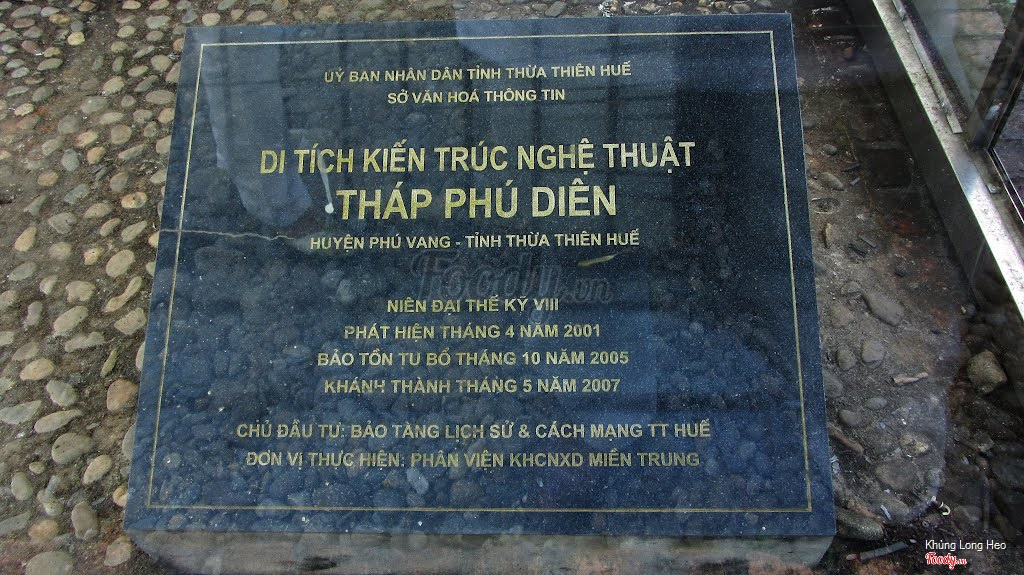 UỶ BAN NHÂN DÂN TỈNH THỪA THIÊN HUẾ
SỞ VĂN HOÁ THÔNG TIN
DI TÍCH KIẾN TRÚC NGHỆ THUẬT
THÁP PHÚ DIÊN
HUYỆN PHÚ VANG - TỈNH THỪA THIÊN HUẾ
Foody.vn
NIÊN ĐẠI THẾ KỶ VIII
PHÁT HIỆN THÁNG 4 NĂM 2001
BẢO TỒN TU BỔ THÁNG 10 NĂM 2005
KHÁNH THÀNH THÁNG 5 NĂM 2007
CHỦ ĐẦU TƯ: BẢO TÀNG LỊCH SỬ & CÁCH MẠNG TT HUẾ
ĐƠN VỊ THỰC HIỆN: PHÂN VIỆN KHCNXD MIỀN TRUNG
Khủng Long Heo
Foody.vn